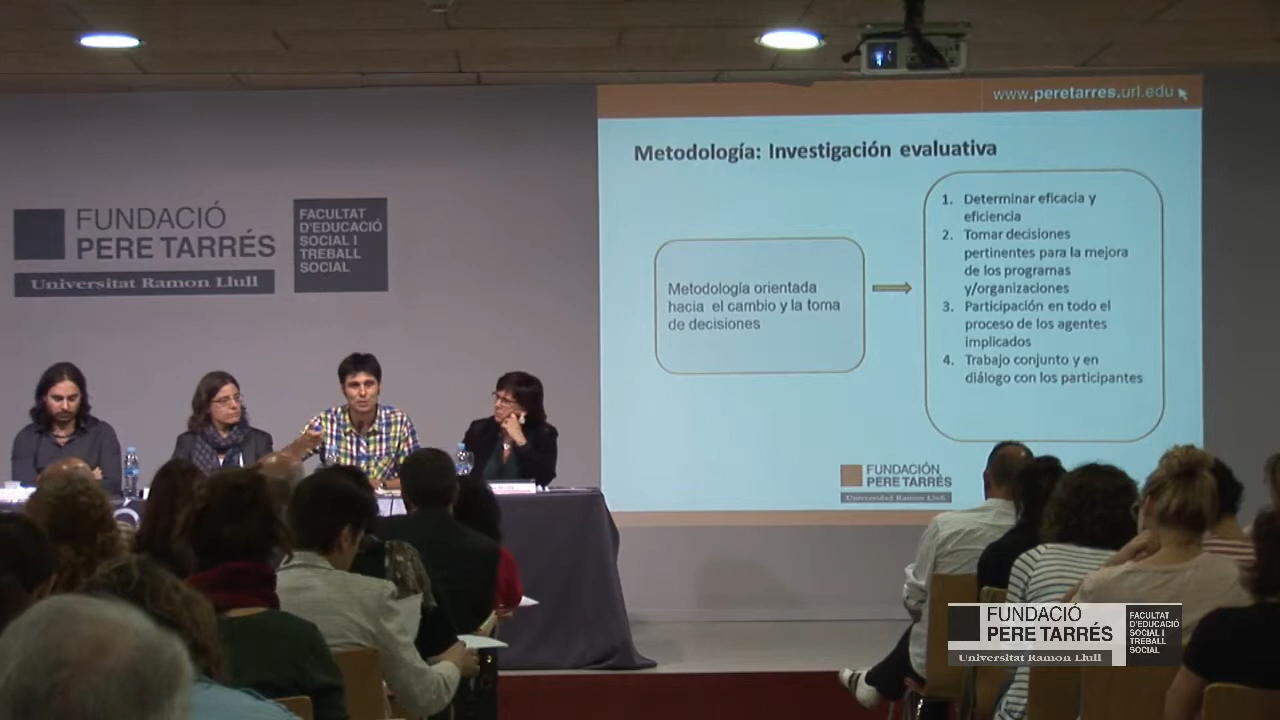 www.peretarres.url.edu
Metodología: Investigación evaluativa
Metodología orientada
hacia el cambio y la toma
de decisiones
1. Determinar eficacia y
eficiencia
2. Tomar decisiones
pertinentes para la mejora
de los programas
y/organizaciones
3. Participación en todo el
proceso de los agentes
implicados
4. Trabajo conjunto y en
diálogo con los participantes
FUNDACIÓN
PERE TARRÉS
Universitat Ramon Llull
FUNDACIÓ
PERE TARRÉS
Universitat Ramon Llull
FACULTAT
D'EDUCACIÓ
SOCIAL I
TREBALL
SOCIAL
FUNDACIÓ
PERE TARRÉS
Universitat Ramon Llull
FACULTAT
D'EDUCACIÓ
SOCIAL I
TREBALL
SOCIAL